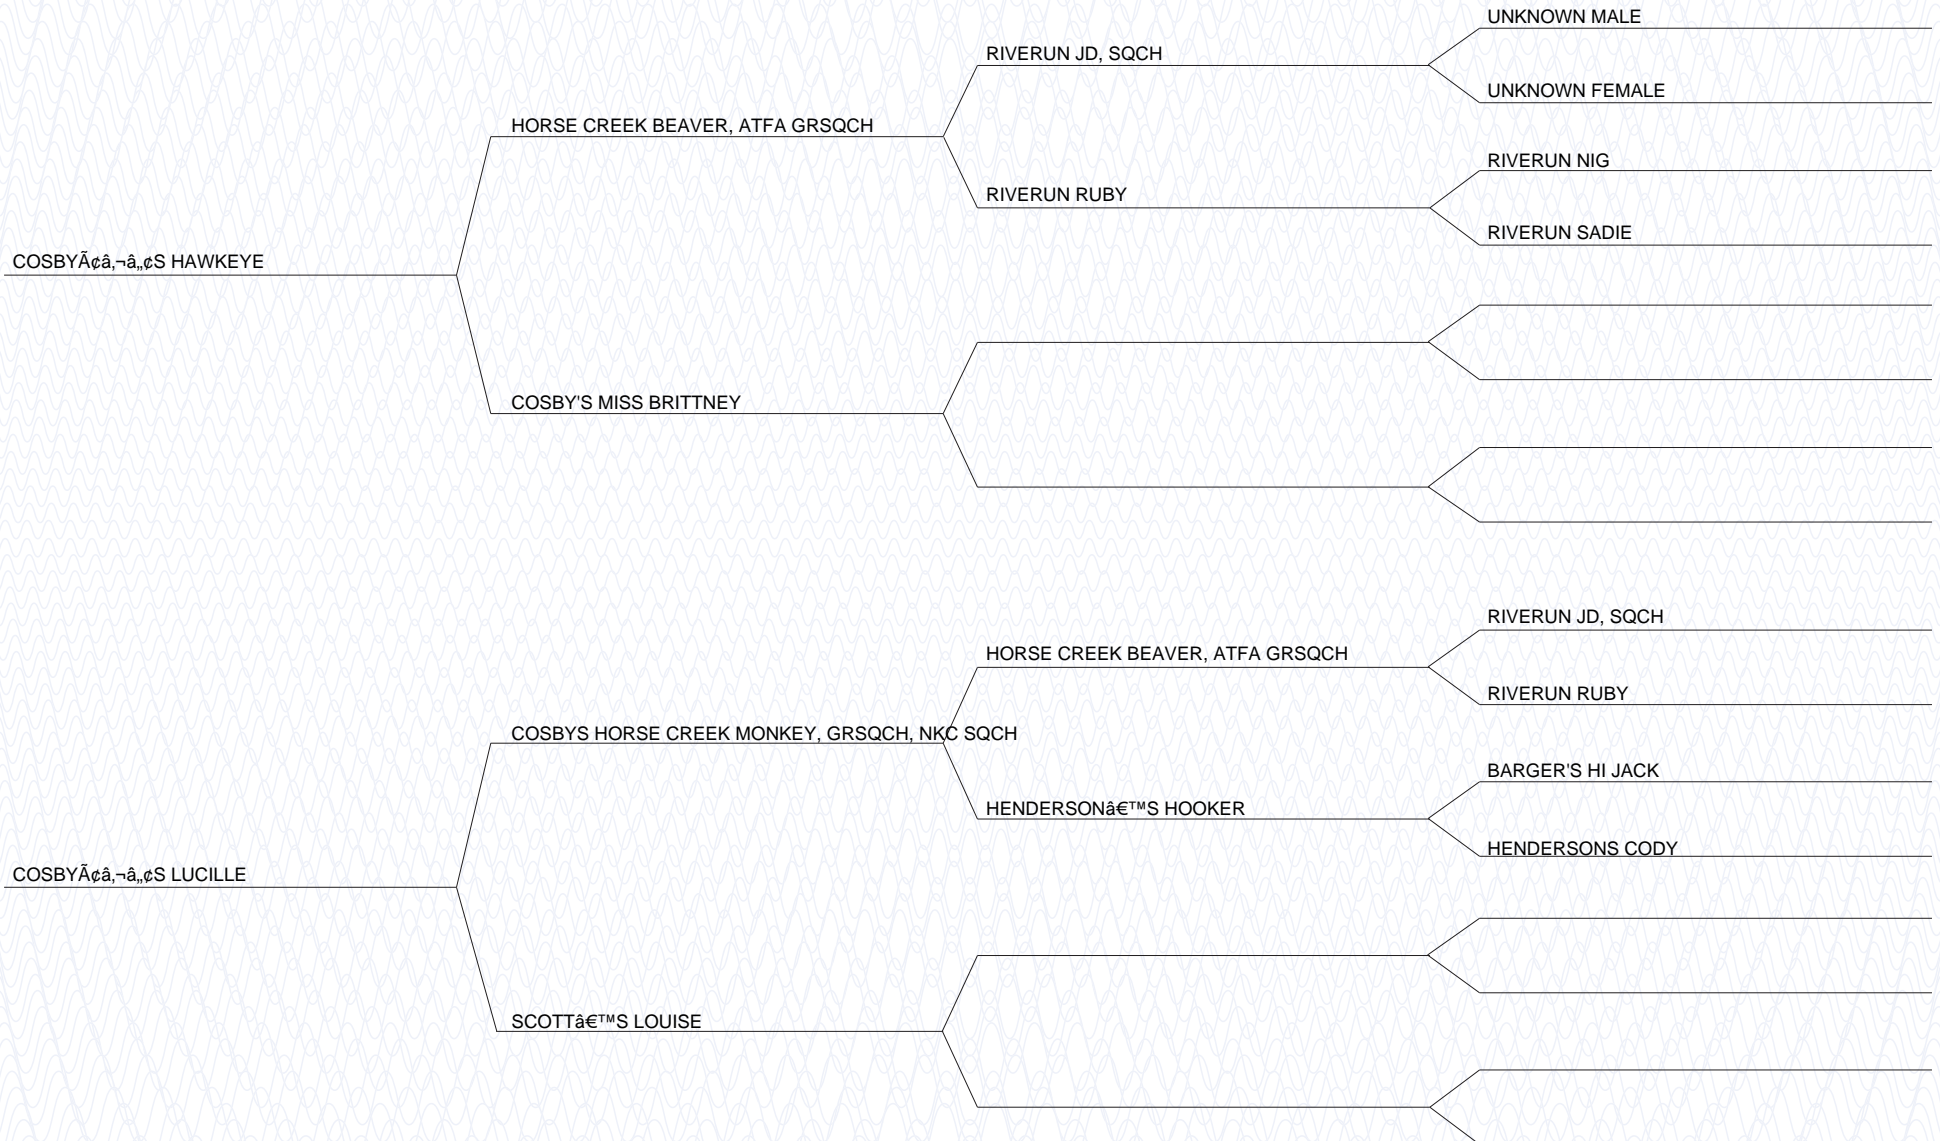 UNKNOWN MALE
RIVERUN JD, SQCH
UNKNOWN FEMALE
HORSE CREEK BEAVER, ATFA GRSQCH
RIVERUN NIG
RIVERUN RUBY
RIVERUN SADIE
COSBYÃ¢â‚¬â„¢S HAWKEYE
COSBY'S MISS BRITTNEY
RIVERUN JD, SQCH
HORSE CREEK BEAVER, ATFA GRSQCH
RIVERUN RUBY
COSBYS HORSE CREEK MONKEY, GRSQCH, NKC SQCH
BARGER'S HI JACK
HENDERSONâ€™S HOOKER
HENDERSONS CODY
COSBYÃ¢â‚¬â„¢S LUCILLE
SCOTTâ€™S LOUISE